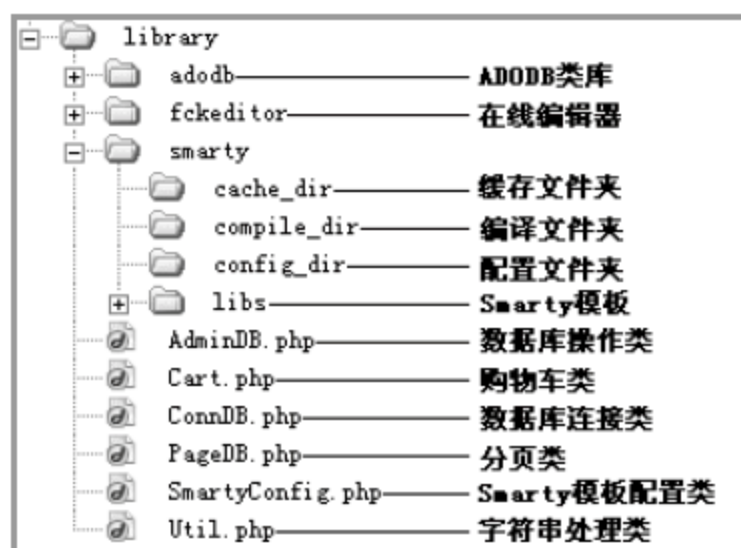 library
adodb ADODB类库
fckeditor 在线编辑器
smarty
cache_dir 缓存文件夹
compile_dir 编译文件夹
config_dir 配置文件夹
libs Smarty模板
AdminDB.php 数据库操作类
Cart.php 购物车类
ConnDB.php 数据库连接类
PageDB.php 分页类
SmartyConfig.php Smarty模板配置类
Util.php 字符串处理类